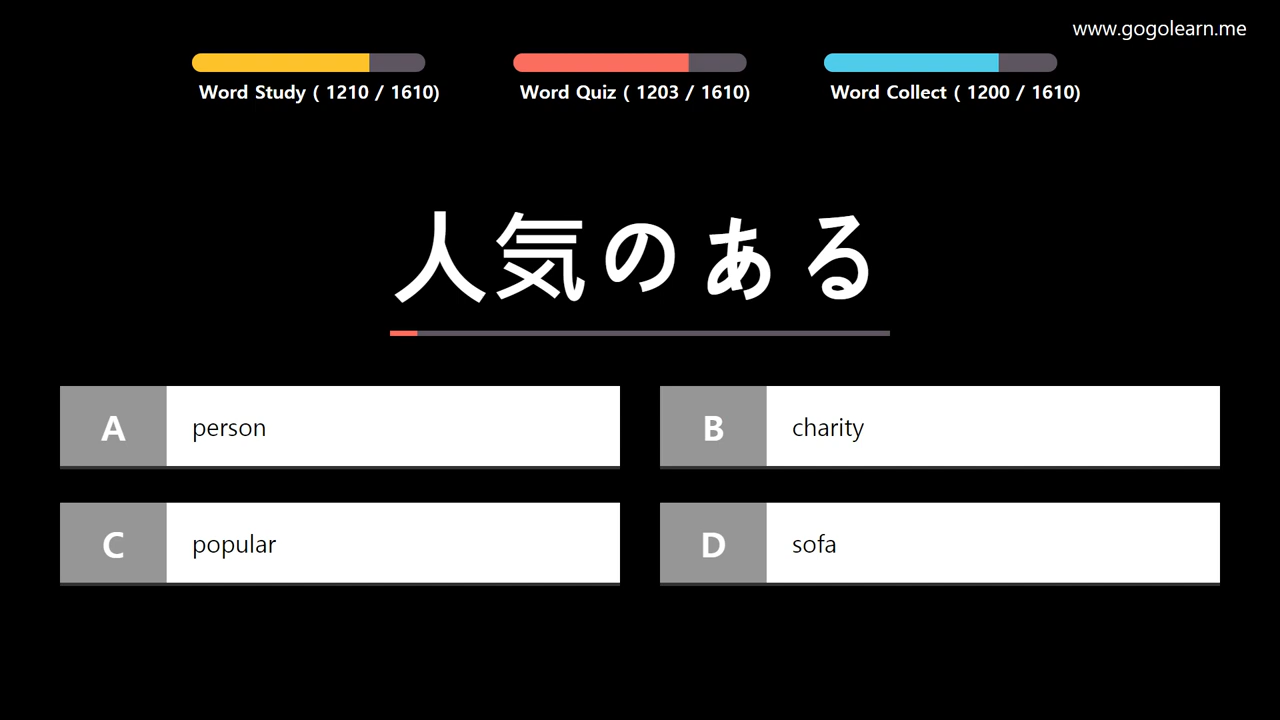 www.gogolearn.me
Word Study ( 1210 / 1610)
Word Quiz ( 1203 / 1610)
Word Collect ( 1200 / 1610)
人気のある
A person
B charity
C popular
D sofa